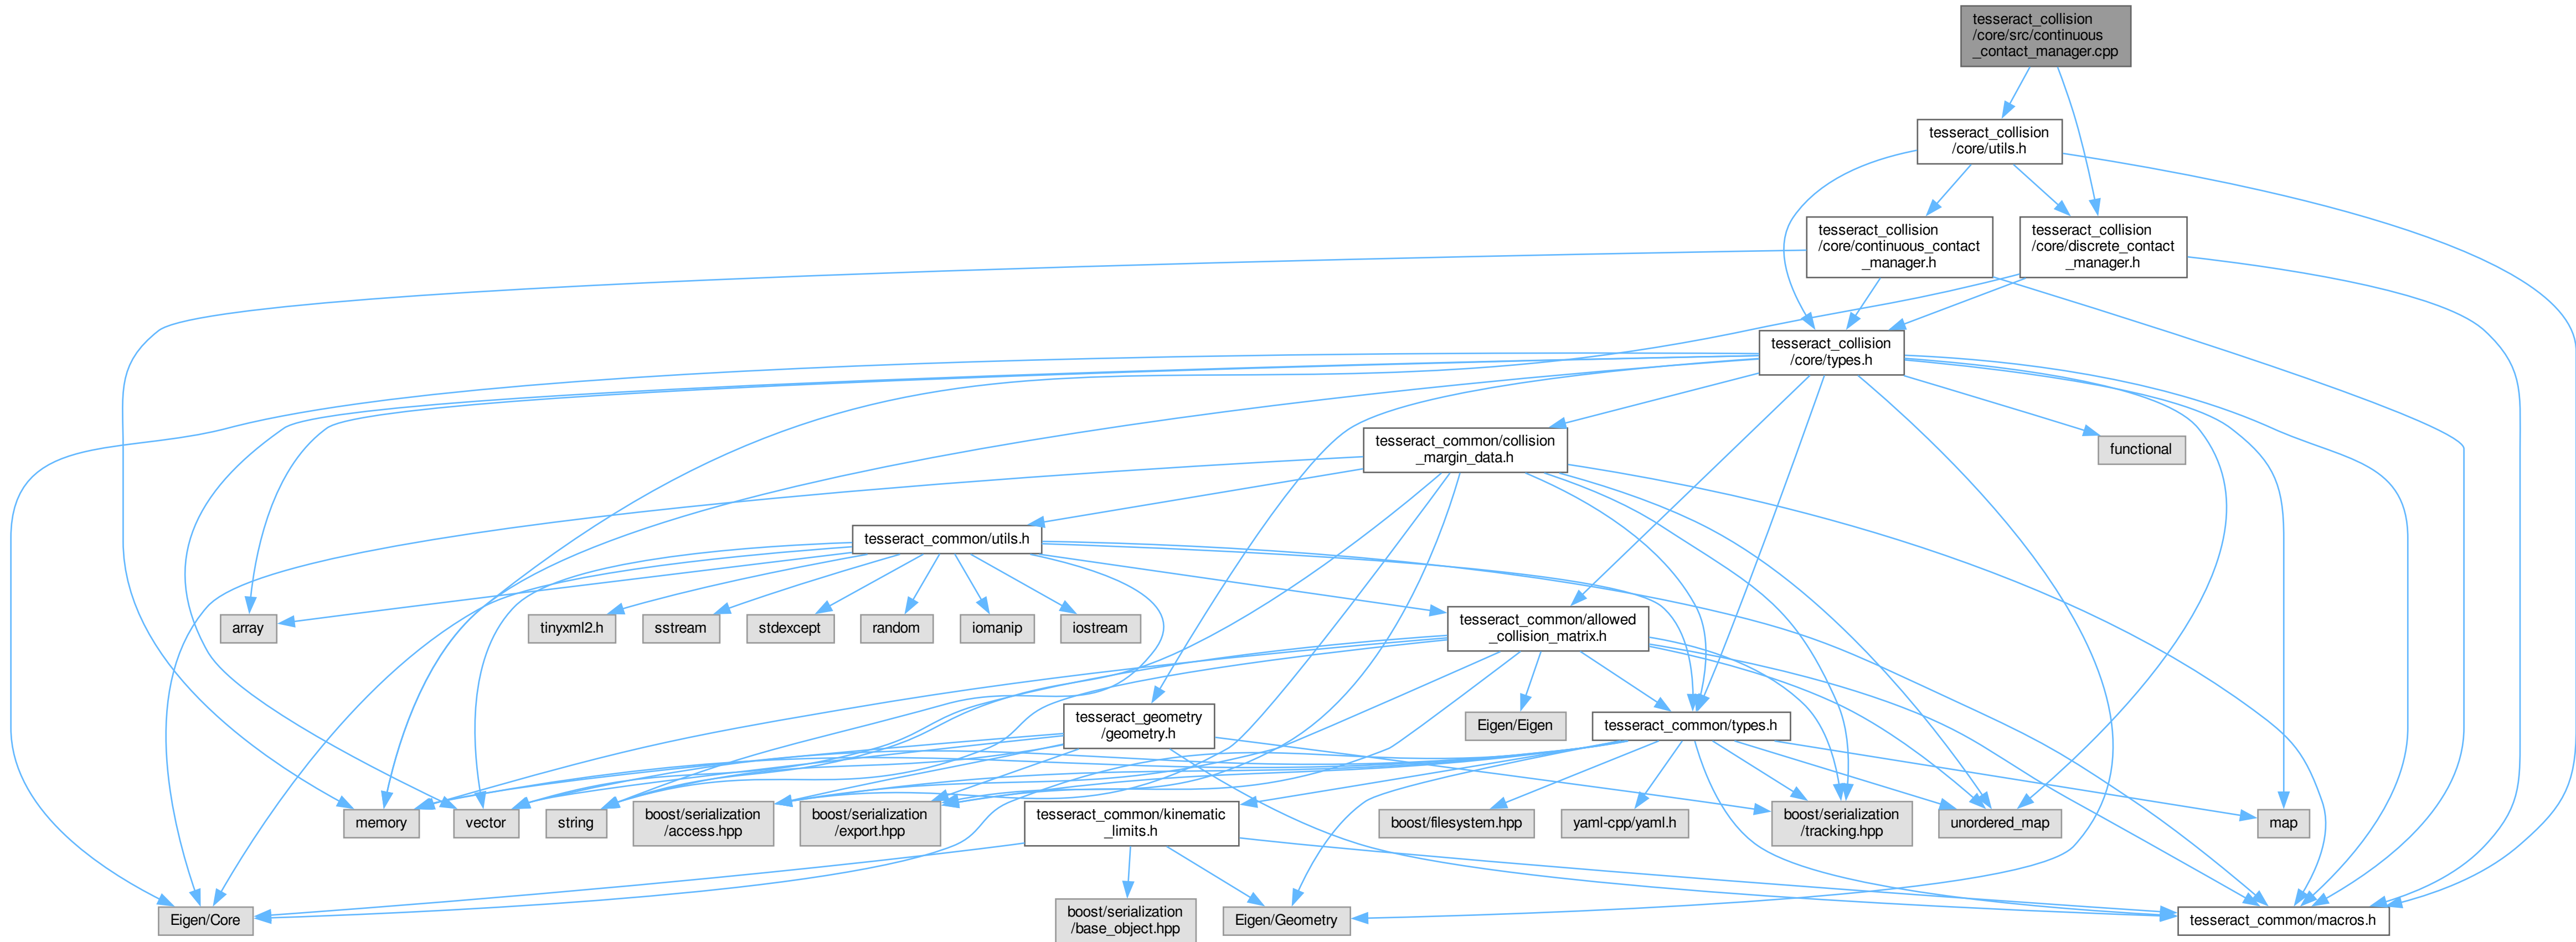 tesseract_collision
/core/src/continuous
_contact_manager.cpp
tesseract_collision
/core/utils.h
tesseract_collision
/core/continuous_contact
_manager.h
tesseract_collision
/core/discrete_contact
_manager.h
tesseract_collision
/core/types.h
tesseract_common/collision
_margin_data.h
functional
tesseract_common/utils.h
array
tinyxml2.h
sstream
stdexcept
random
iomanip
iostream
tesseract_common/allowed
_collision_matrix.h
tesseract_geometry
/geometry.h
Eigen/Eigen
tesseract_common/types.h
memory
vector
string
boost/serialization
/access.hpp
boost/serialization
/export.hpp
tesseract_common/kinematic
_limits.h
boost/filesystem.hpp
yaml-cpp/yaml.h
boost/serialization
/tracking.hpp
unordered_map
map
Eigen/Core
boost/serialization
/base_object.hpp
Eigen/Geometry
tesseract_common/macros.h